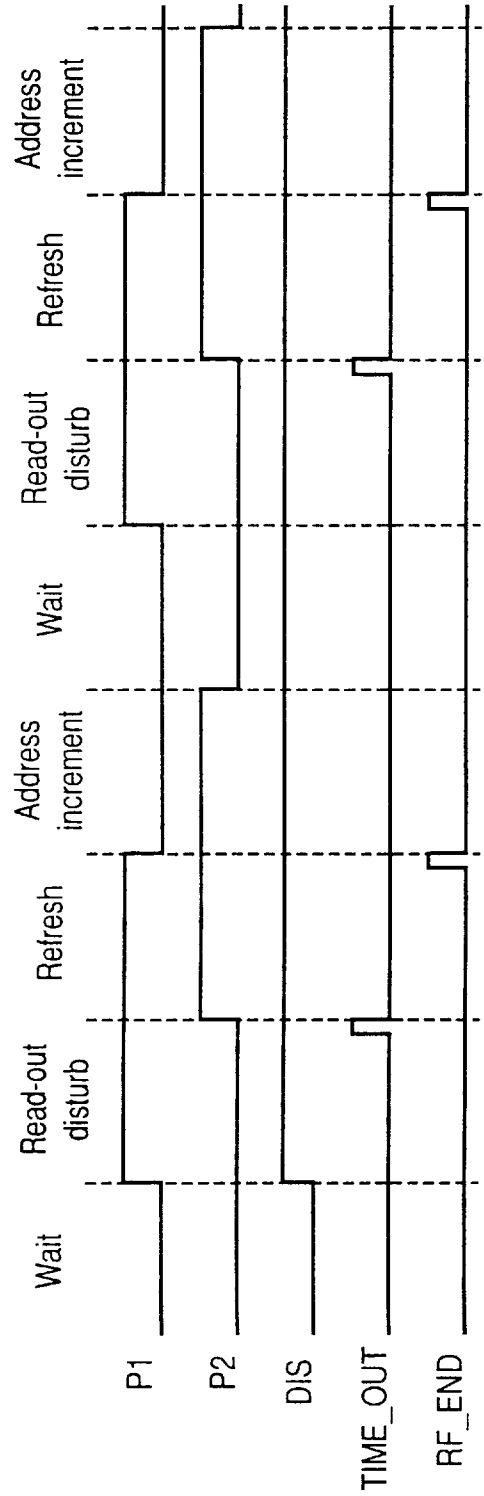 Wait
Read-out
disturb
Refresh
Address
increment
Wait
Read-out
disturb
Refresh
Address
increment
P1
P2
DIS
TIME_OUT
RF_END